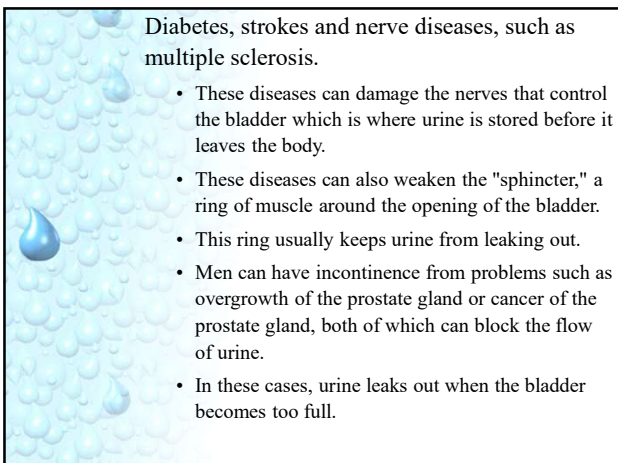 Diabetes, strokes and nerve diseases, such as
multiple sclerosis.
• These diseases can damage the nerves that control
the bladder which is where urine is stored before it
leaves the body.
• These diseases can also weaken the "sphincter," a
ring of muscle around the opening of the bladder.
• This ring usually keeps urine from leaking out.
• Men can have incontinence from problems such as
overgrowth of the prostate gland or cancer of the
prostate gland, both of which can block the flow
of urine.
• In these cases, urine leaks out when the bladder
becomes too full.